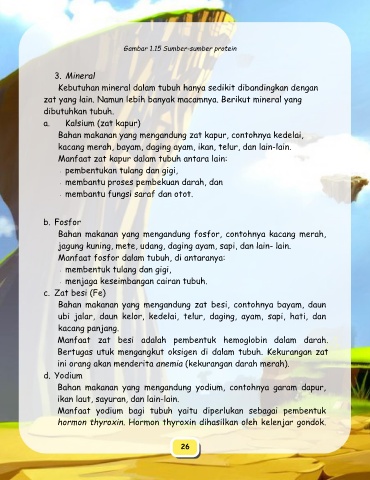 Gambar 1.15 Sumber-sumber protein
3. Mineral
Kebutuhan mineral dalam tubuh hanya sedikit dibandingkan dengan
zat yang lain. Namun lebih banyak macamnya. Berikut mineral yang
dibutuhkan tubuh.
a. Kalsium (zat kapur)
Bahan makanan yang mengandung zat kapur, contohnya kedelai,
kacang merah, bayam, daging ayam, ikan, telur, dan lain-lain.
Manfaat zat kapur dalam tubuh antara lain:
· pembentukan tulang dan gigi,
· membantu proses pembekuan darah, dan
· membantu fungsi saraf dan otot.
b. Fosfor
Bahan makanan yang mengandung fosfor, contohnya kacang merah,
jagung kuning, mete, udang, daging ayam, sapi, dan lain- lain.
Manfaat fosfor dalam tubuh, di antaranya:
· membentuk tulang dan gigi,
· menjaga keseimbangan cairan tubuh.
c. Zat besi (Fe)
Bahan makanan yang mengandung zat besi, contohnya bayam, daun
ubi jalar, daun kelor, kedelai, telur, daging, ayam, sapi, hati, dan
kacang panjang.
Manfaat zat besi adalah pembentuk hemoglobin dalam darah.
Bertugas utuk mengangkut oksigen di dalam tubuh. Kekurangan zat
ini orang akan menderita anemia (kekurangan darah merah).
d. Yodium
Bahan makanan yang mengandung yodium, contohnya garam dapur,
ikan laut, sayuran, dan lain-lain.
Manfaat yodium bagi tubuh yaitu diperlukan sebagai pembentuk
hormon thyroxin. Hormon thyroxin dihasilkan oleh kelenjar gondok.
26